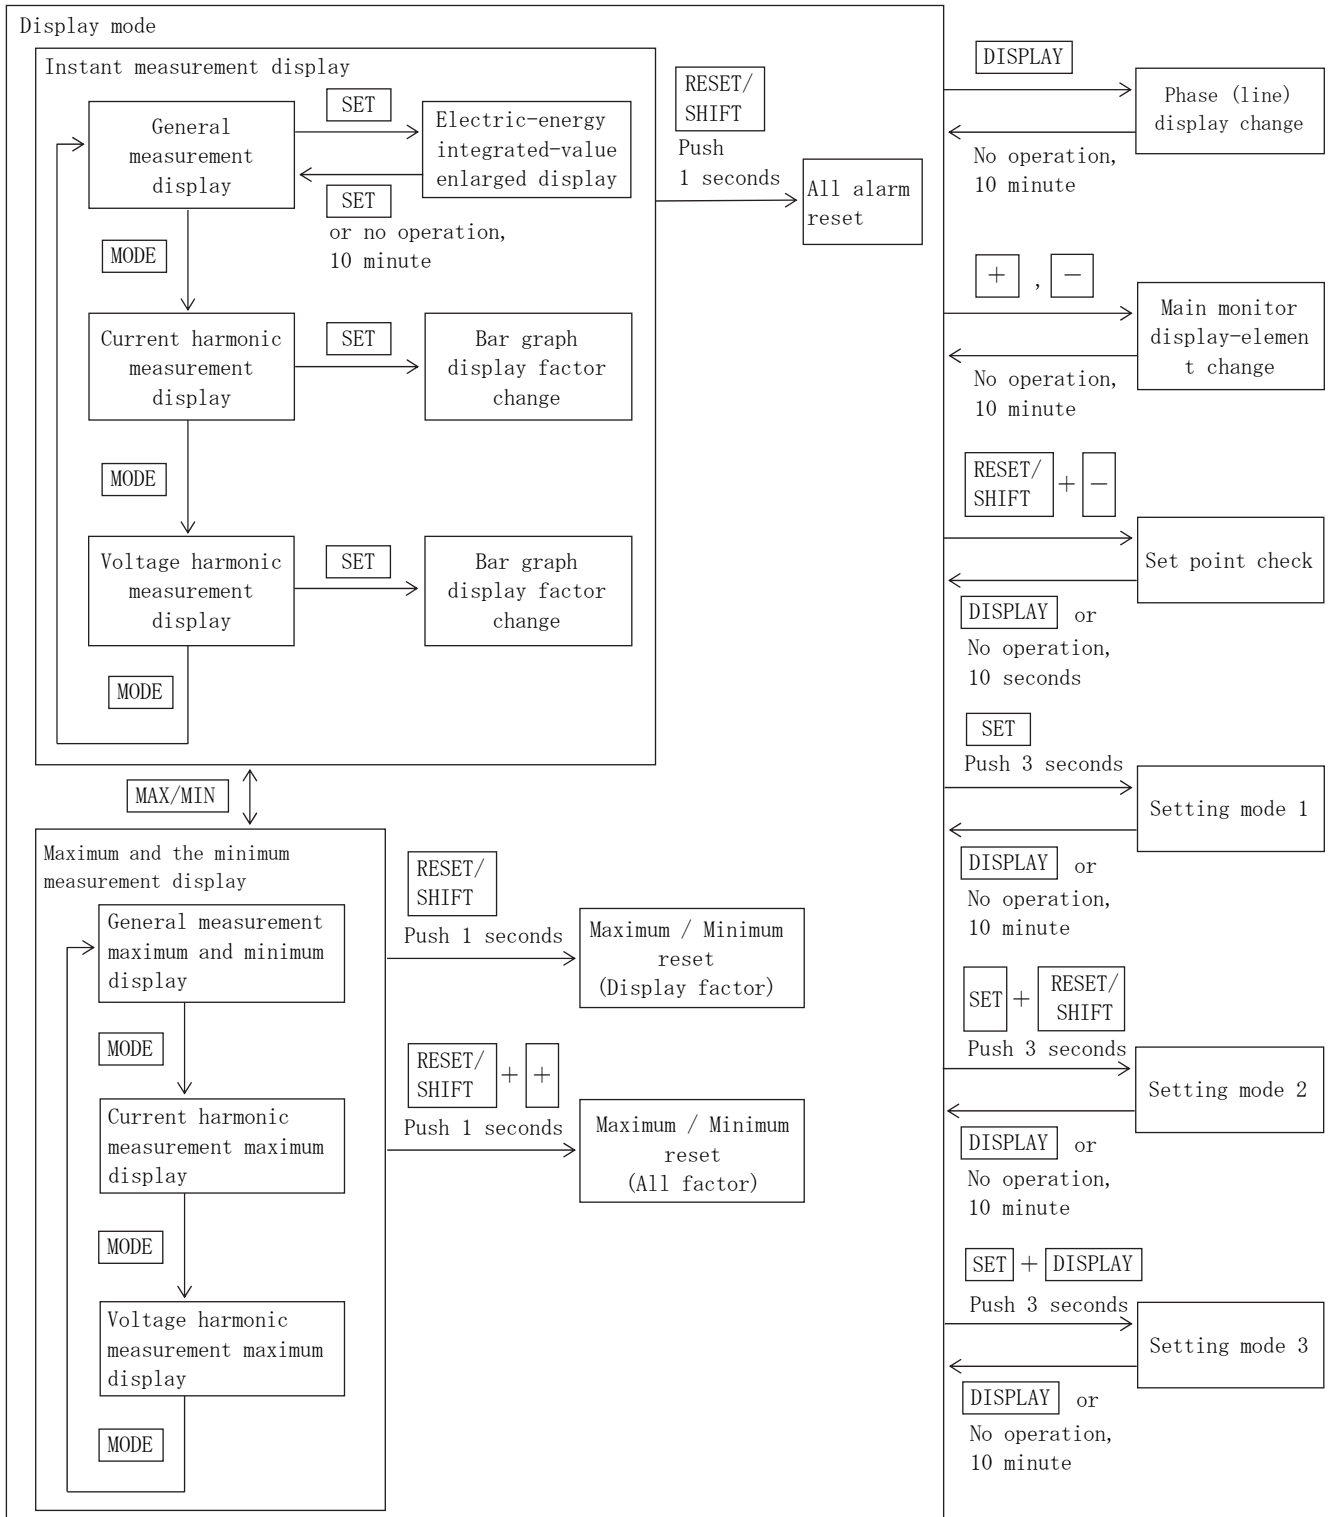 Display mode
Instant measurement display
General
measurement
display
SET
Electric-energy
integrated-value
enlarged display
SET
or no operation,
10 minute
MODE
Current harmonic
measurement
display
SET
Bar graph
display factor
change
MODE
Voltage harmonic
measurement
display
SET
Bar graph
display factor
change
MODE
RESET/
SHIFT
Push
1 seconds
All alarm
reset
MAX/MIN
Maximum and the minimum
measurement display
General measurement
maximum and minimum
display
MODE
Current harmonic
measurement maximum
display
MODE
Voltage harmonic
measurement maximum
display
MODE
RESET/
SHIFT
Push 1 seconds
Maximum / Minimum
reset
(Display factor)
RESET/
SHIFT + +
Push 1 seconds
Maximum / Minimum
reset
(All factor)
DISPLAY
Phase (line)
display change
No operation,
10 minute
+ , -
Main monitor
display-elemen
t change
No operation,
10 minute
RESET/
SHIFT + -
Set point check
DISPLAY or
No operation,
10 seconds
SET
Push 3 seconds
Setting mode 1
DISPLAY or
No operation,
10 minute
SET + RESET/
SHIFT
Push 3 seconds
Setting mode 2
DISPLAY or
No operation,
10 minute
SET + DISPLAY
Push 3 seconds
Setting mode 3
DISPLAY or
No operation,
10 minute